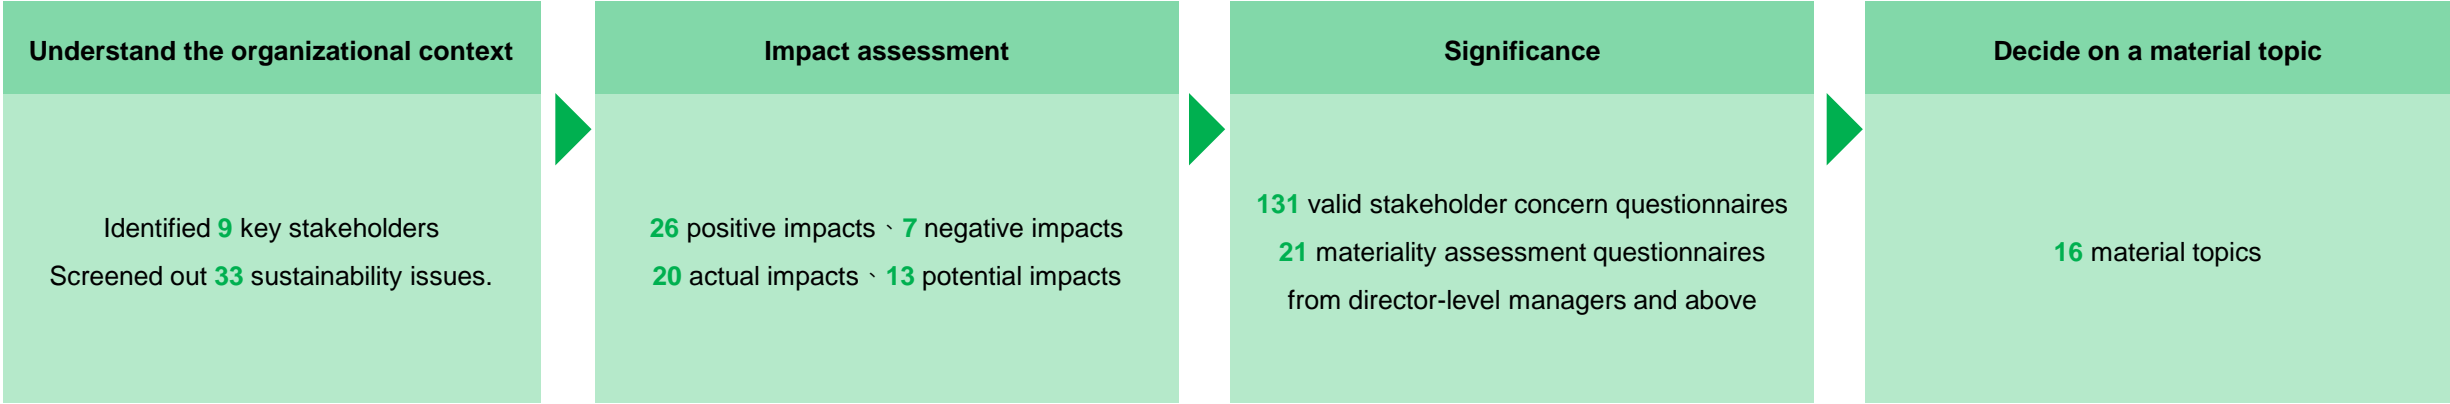 Understand the organizational context
Identified 9 key stakeholders
Screened out 33 sustainability issues.
Impact assessment
26 positive impacts、7 negative impacts
20 actual impacts、13 potential impacts
Significance
131 valid stakeholder concern questionnaires
21 materiality assessment questionnaires
from director-level managers and above
Decide on a material topic
16 material topics